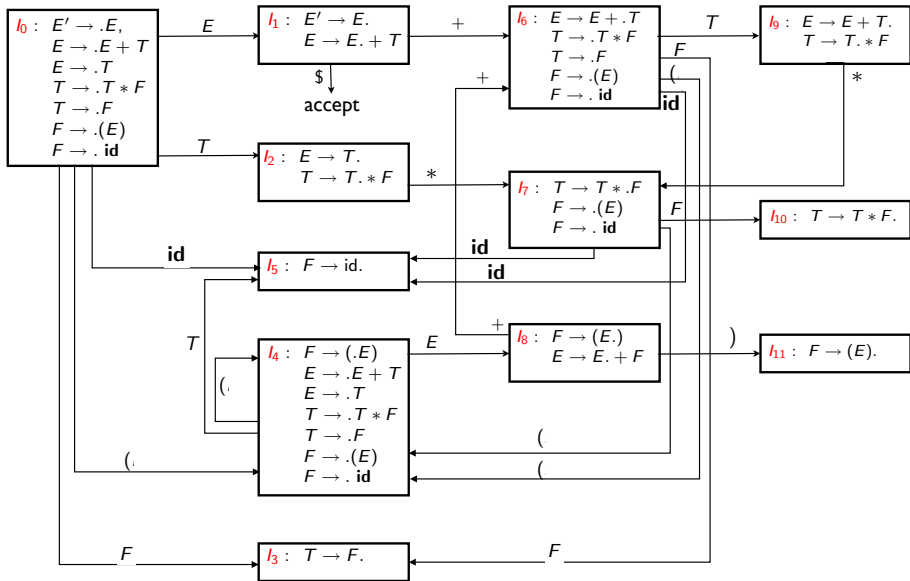 I₀ : E′ → .E,
E → .E + T
E → .T
T → .T * F
T → .F
F → .(E)
F → . id
E
I₁ : E′ → E.
E → E. + T
$
accept
+
I₆ : E → E + .T
T → .T * F
T → .F
F → .(E)
F → . id
T
F
(
id
I₉ : E → E + T.
T → T. * F
*
+
T
I₂ : E → T.
T → T. * F
*
I₇ : T → T * .F
F → .(E)
F → . id
F
I₁₀ : T → T * F.
id
id
id
I₅ : F → id.
T
(
I₄ : F → (.E)
E → .E + T
E → .T
T → .T * F
T → .F
F → .(E)
F → . id
E
+
I₈ : F → (E.)
E → E. + F
)
I₁₁ : F → (E).
(
(
(
F
I₃ : T → F.
F